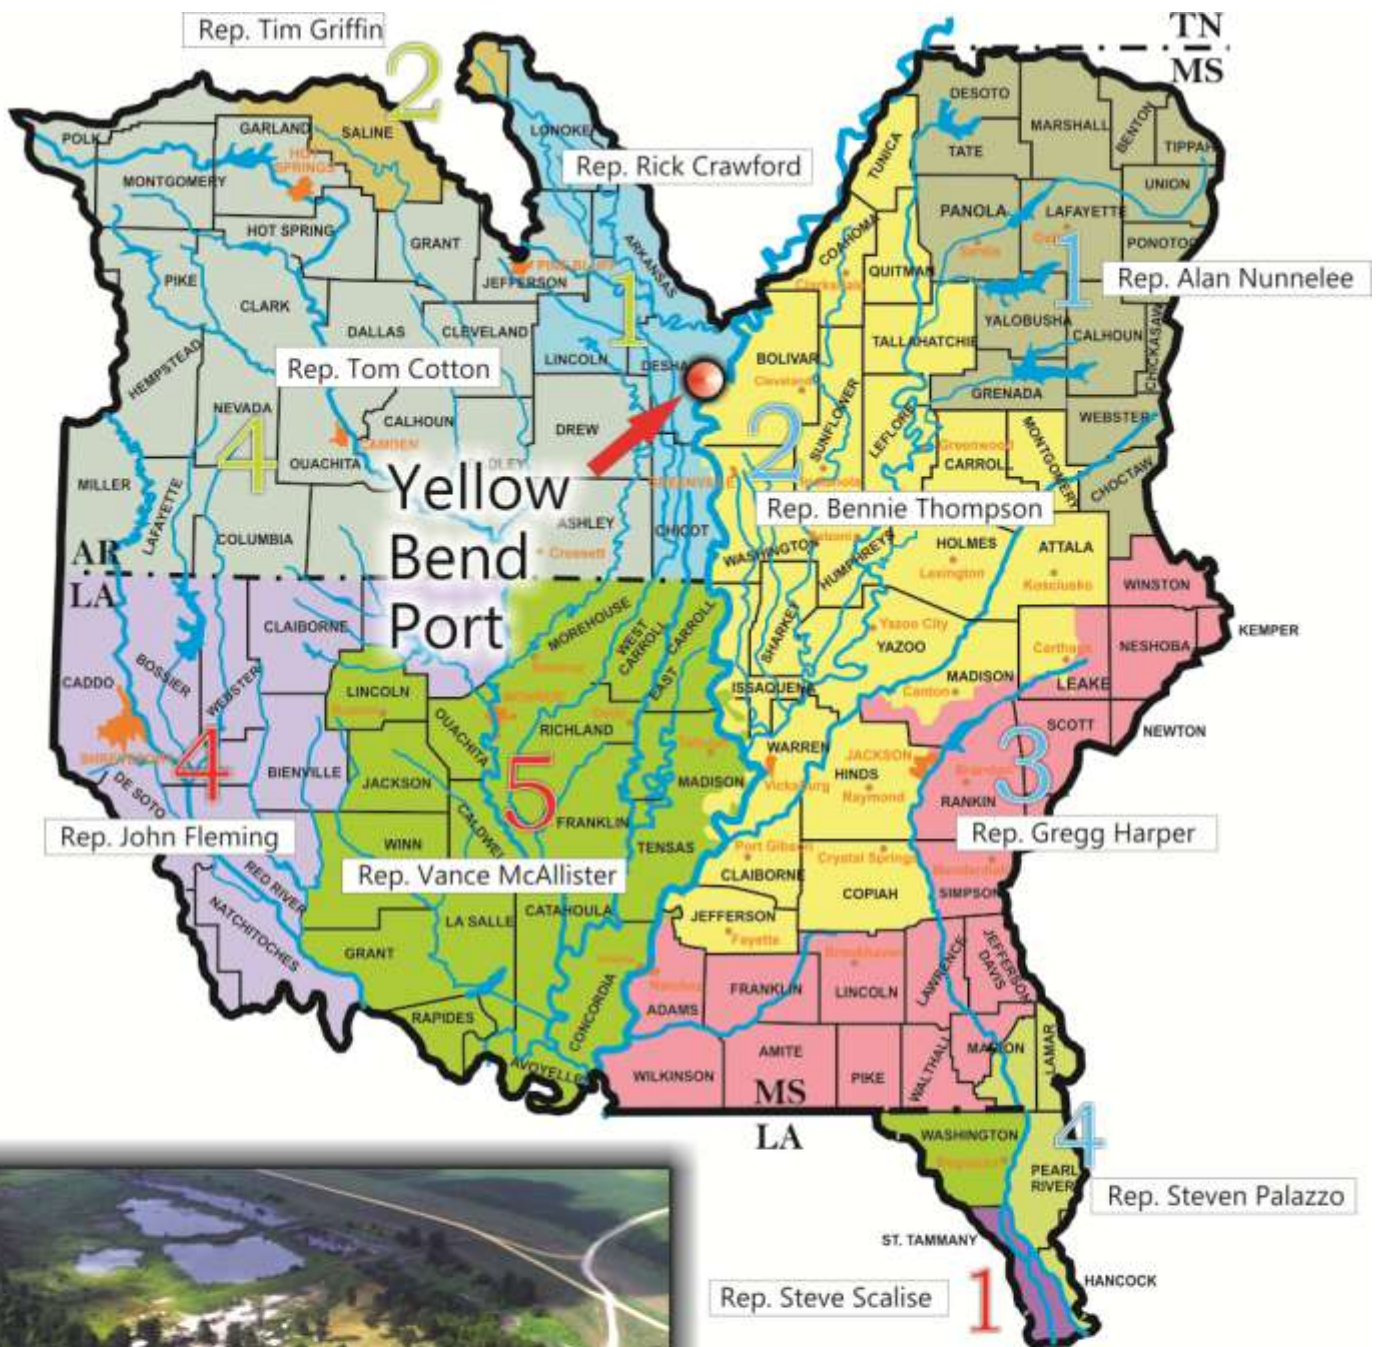 Rep. Tim Griffin
TN
MS
2
DESOTO
MARSHALL
BENTON
TIPPAH
POLK
GARLAND
SALINE
LONOKE
TUNICA
TATE
HOT
SPRINGS
MONTGOMERY
Rep. Rick Crawford
UNION
PANOLA
LAFAYETTE
HOT SPRING
GRANT
ARKANSAS
COAHOMA
PONOTOC
PIKE
JEFFERSON
PINE BLUFF
QUITMAN
1
Rep. Alan Nunnelee
Clarksdale
CLARK
DALLAS
CLEVELAND
1
YALOBUSHA
CALHOUN
CHICKASAW
TALLAHATCHIE
LINCOLN
DESHA
BOLIVAR
Rep. Tom Cotton
HEMPSTEAD
Cleveland
GRENADA
NEVADA
CALHOUN
DREW
SUNFLOWER
LEFLORE
WEBSTER
CAMDEN
4
OUACHITA
2
Greenwood
CARROLL
MONTGOMERY
CHOCTAW
MILLER
LAFAYETTE
Yellow
Bend
Port
GREENVILLE
Rep. Bennie Thompson
COLUMBIA
ASHLEY
CHICOT
Crossett
WASHINGTON
HUMPHREYS
HOLMES
ATTALA
AR
LA
Lexington
Kosciusko
WINSTON
CLAIBORNE
MOREHOUSE
WEST
CARROLL
EAST
CARROLL
SHARKEY
Yazoo City
YAZOO
Carthage
NESHOBA
KEMPER
CADDO
BOSSIER
WEBSTER
LINCOLN
ISSAQUENA
MADISON
LEAKE
Canton
OUACHITA
RICHLAND
SCOTT
NEWTON
4
BIENVILLE
JACKSON
5
MADISON
WARREN
Vicksburg
HINDS
JACKSON
Raymond
3
RANKIN
DE SOTO
CALDWELL
FRANKLIN
Rep. John Fleming
WINN
TENSAS
Port Gibson
Crystal Springs
Rep. Gregg Harper
Rep. Vance McAllister
CLAIBORNE
COPIAH
SIMPSON
RED RIVER
NATCHITOCHES
LA SALLE
CATAHOULA
JEFFERSON
Fayette
GRANT
CONCORDIA
Brookhaven
LAWRENCE
JEFFERSON
DAVIS
ADAMS
FRANKLIN
LINCOLN
RAPIDES
AVOYELLES
WILKINSON
AMITE
PIKE
WALTHALL
MARION
LAMAR
MS
LA
WASHINGTON
4
PEARL
RIVER
Rep. Steven Palazzo
ST. TAMMANY
HANCOCK
Rep. Steve Scalise
1